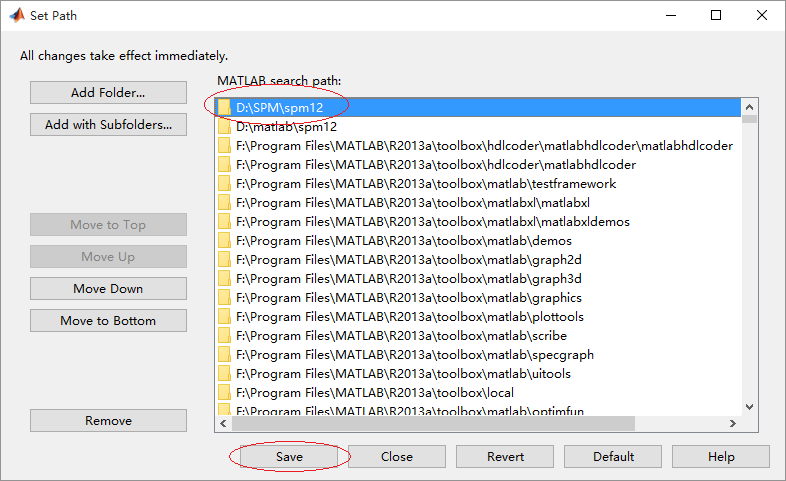 Set Path
All changes take effect immediately.
Add Folder...
Add with Subfolders...
Move to Top
Move Up
Move Down
Move to Bottom
Remove
MATLAB search path:
D:\SPM\spm12
D:\matlab\spm12
F:\Program Files\MATLAB\R2013a\toolbox\hdlcoder\matlabhdlcoder\matlabhdlcoder
F:\Program Files\MATLAB\R2013a\toolbox\hdlcoder\matlabhdlcoder
F:\Program Files\MATLAB\R2013a\toolbox\matlab\testframework
F:\Program Files\MATLAB\R2013a\toolbox\matlabxl\matlabxl
F:\Program Files\MATLAB\R2013a\toolbox\matlabxl\matlabxldemos
F:\Program Files\MATLAB\R2013a\toolbox\matlab\demos
F:\Program Files\MATLAB\R2013a\toolbox\matlab\graph2d
F:\Program Files\MATLAB\R2013a\toolbox\matlab\graph3d
F:\Program Files\MATLAB\R2013a\toolbox\matlab\graphics
F:\Program Files\MATLAB\R2013a\toolbox\matlab\plottools
F:\Program Files\MATLAB\R2013a\toolbox\matlab\scribe
F:\Program Files\MATLAB\R2013a\toolbox\matlab\specgraph
F:\Program Files\MATLAB\R2013a\toolbox\matlab\uitools
F:\Program Files\MATLAB\R2013a\toolbox\local
F:\Program Files\MATLAB\R2013a\toolbox\matlab\optimfun
Save
Close
Revert
Default
Help